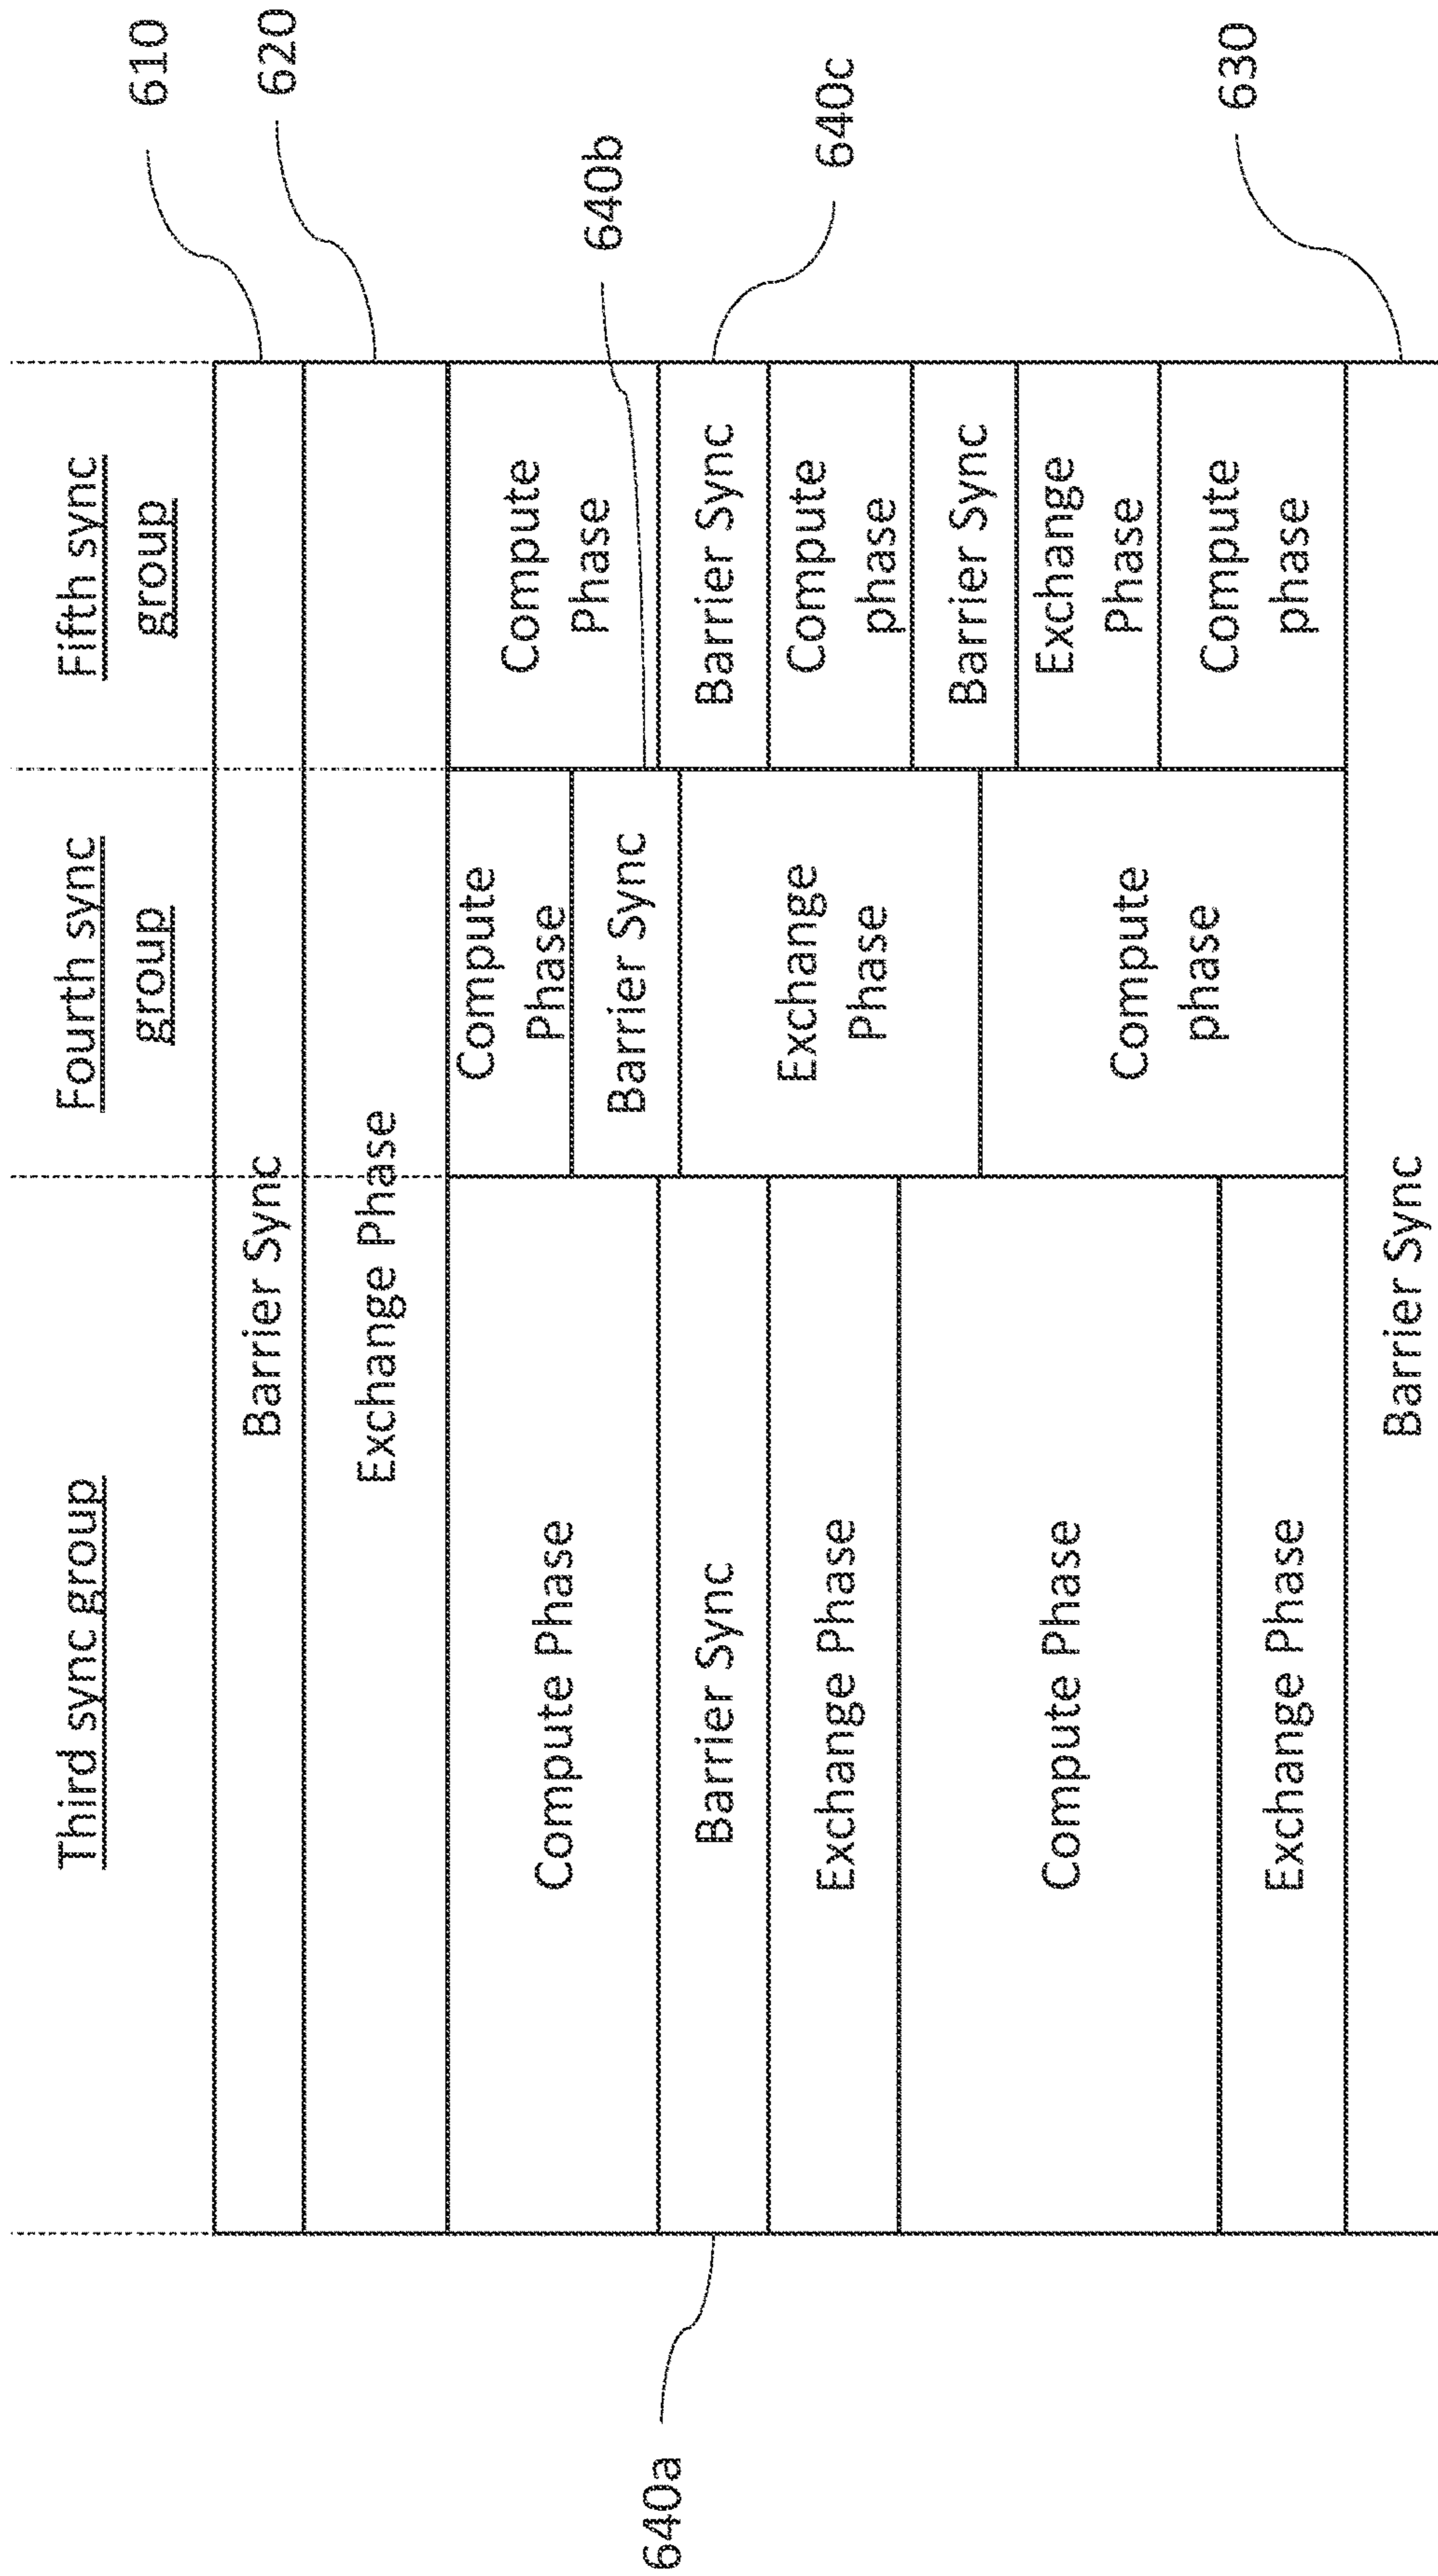 Third sync group
Fourth sync
group
Fifth sync
group
610
Barrier Sync
620
Exchange Phase
Compute Phase
Compute
Phase
Compute
Phase
640b
Barrier Sync
640a
Barrier Sync
Barrier Sync
640c
Exchange Phase
Exchange
Phase
Compute
phase
Barrier Sync
Compute Phase
Exchange
Phase
Compute
phase
Compute
phase
630
Exchange Phase
Barrier Sync